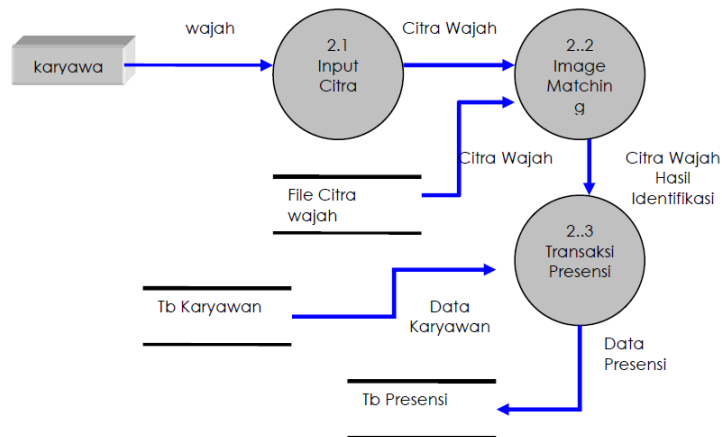 wajah
Citra Wajah
karyawa
2.1
Input
Citra
2..2
Image
Matchin
g
Citra Wajah
Citra Wajah
Hasil
Identifikasi
File Citra
wajah
2..3
Transaksi
Presensi
Tb Karyawan
Data
Karyawan
Data
Presensi
Tb Presensi